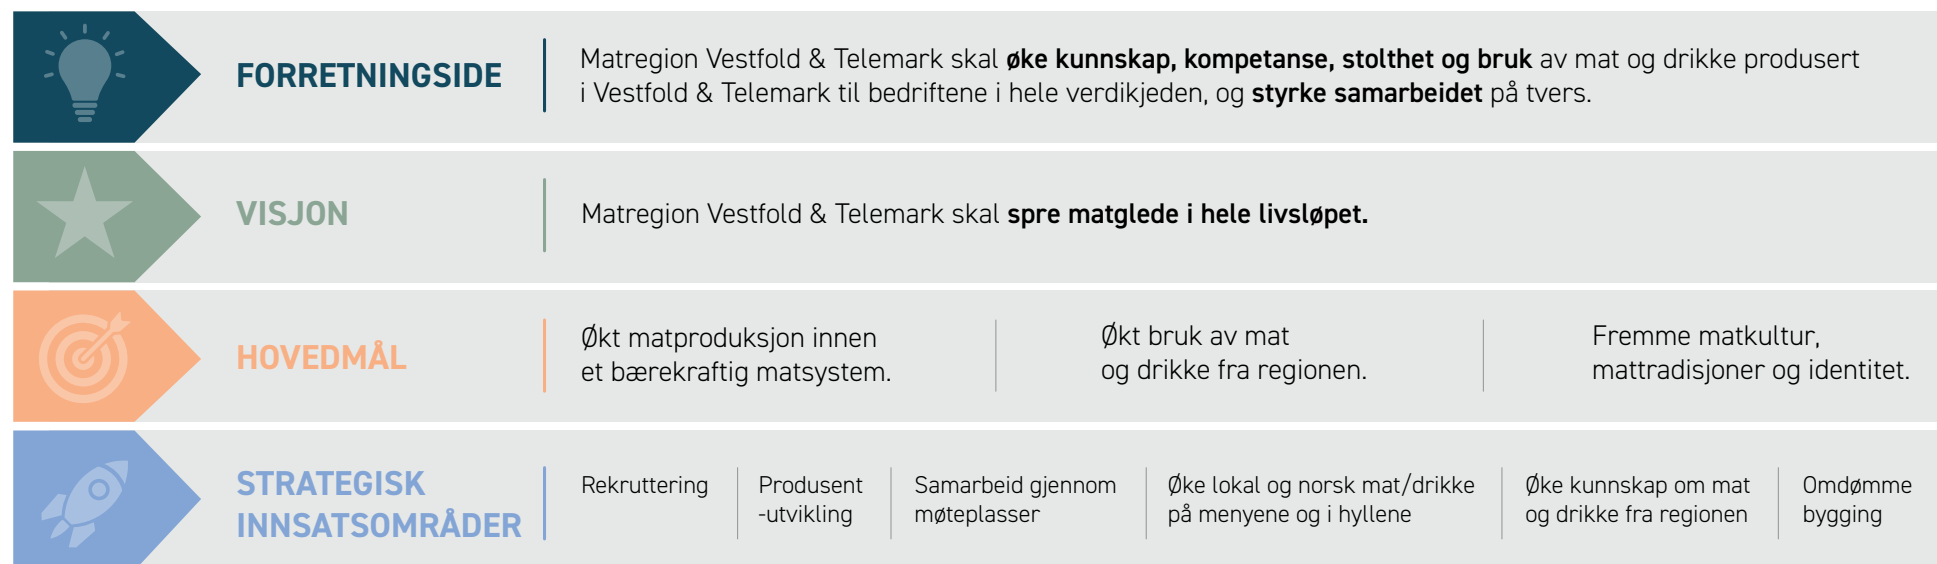 FORRETNINGSIDE
Matregion Vestfold & Telemark skal øke kunnskap, kompetanse, stolthet og bruk av mat og drikke produsert
i Vestfold & Telemark til bedriftene i hele verdikjeden, og styrke samarbeidet på tvers.
VISJON
Matregion Vestfold & Telemark skal spre matglede i hele livsløpet.
HOVEDMÅL
Økt matproduksjon innen
et bærekraftig matsystem.
Økt bruk av mat
og drikke fra regionen.
Fremme matkultur,
mattradisjoner og identitet.
STRATEGISK
INNSATSOMRÅDER
Rekruttering
Produsent
-utvikling
Samarbeid gjennom
møteplasser
Øke lokal og norsk mat/drikke
på menyene og i hyllene
Øke kunnskap om mat
og drikke fra regionen
Omdømme
bygging